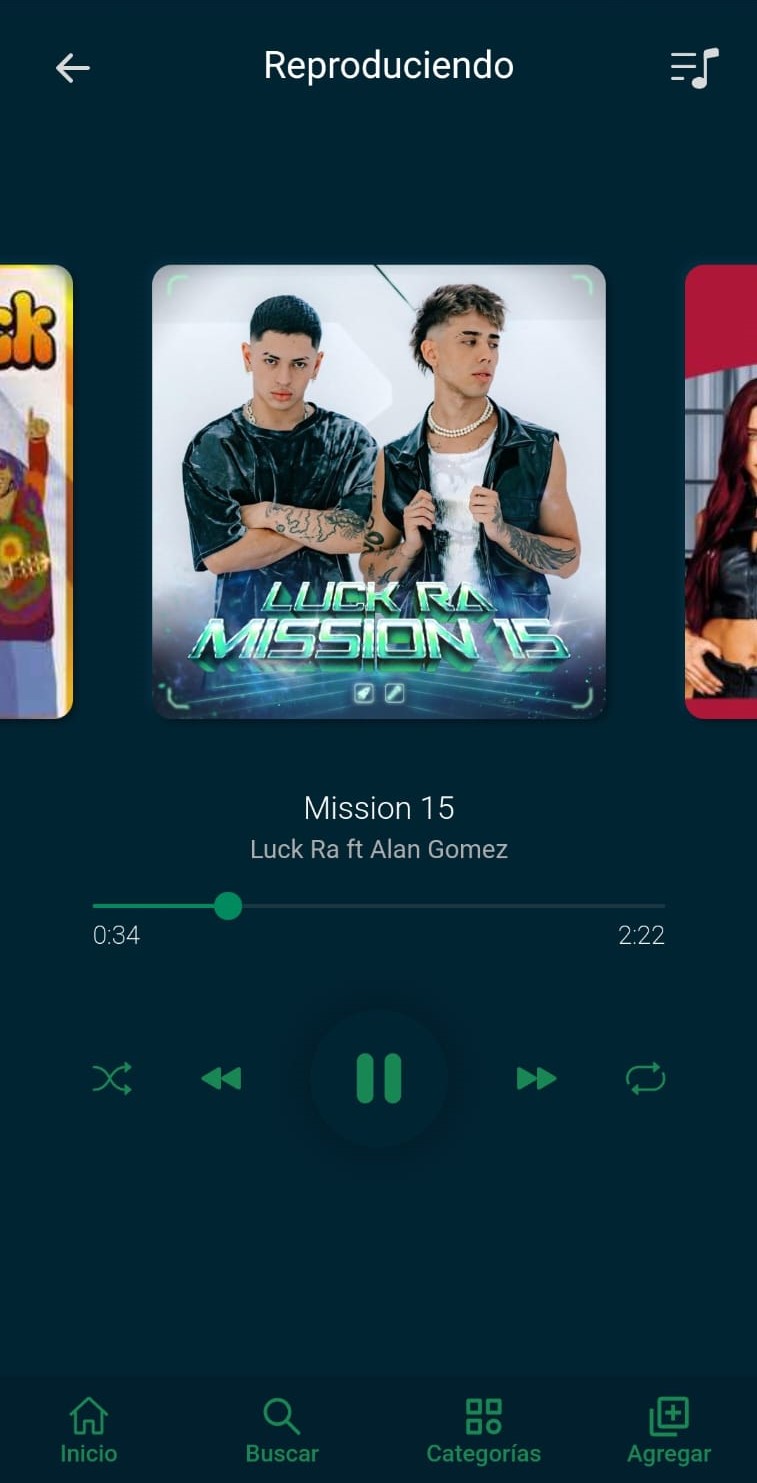 Reproduciendo
ck
LUCK RA
MISSION 15
Mission 15
Luck Ra ft Alan Gomez
0:34
2:22
Inicio
Buscar
Categorías
Agregar